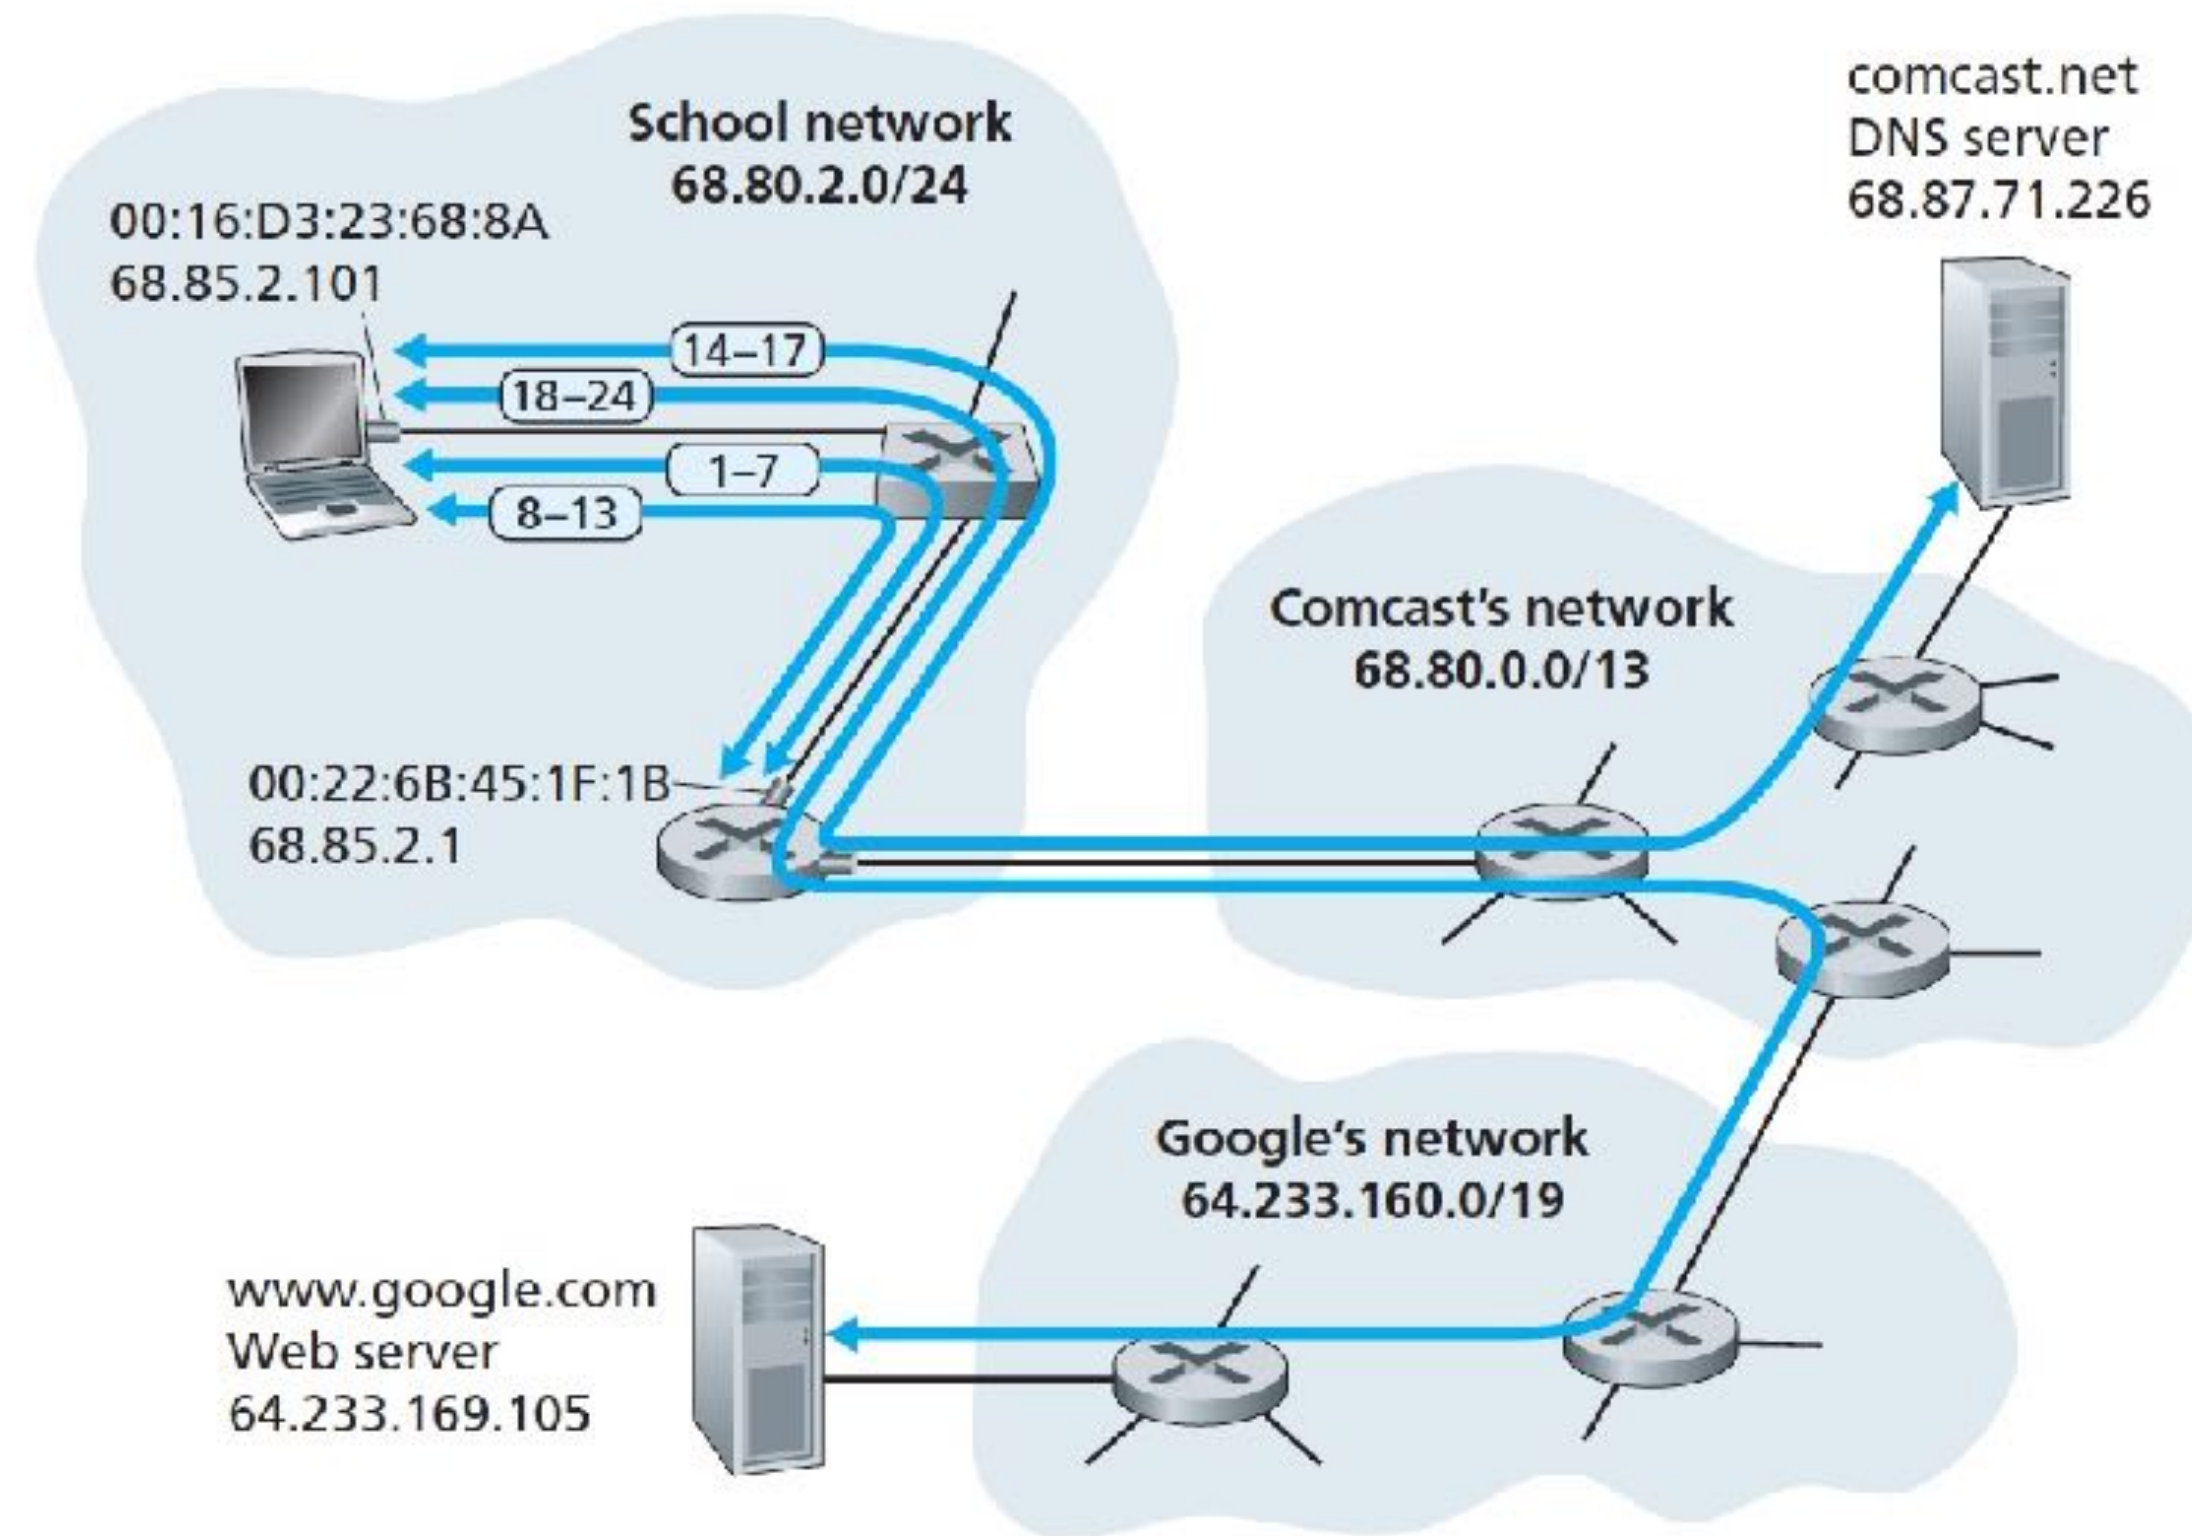 School network
68.80.2.0/24
00:16:D3:23:68:8A
68.85.2.101
14–17
18–24
1–7
8–13
00:22:6B:45:1F:1B
68.85.2.1
comcast.net
DNS server
68.87.71.226
Comcast's network
68.80.0.0/13
Google's network
64.233.160.0/19
www.google.com
Web server
64.233.169.105